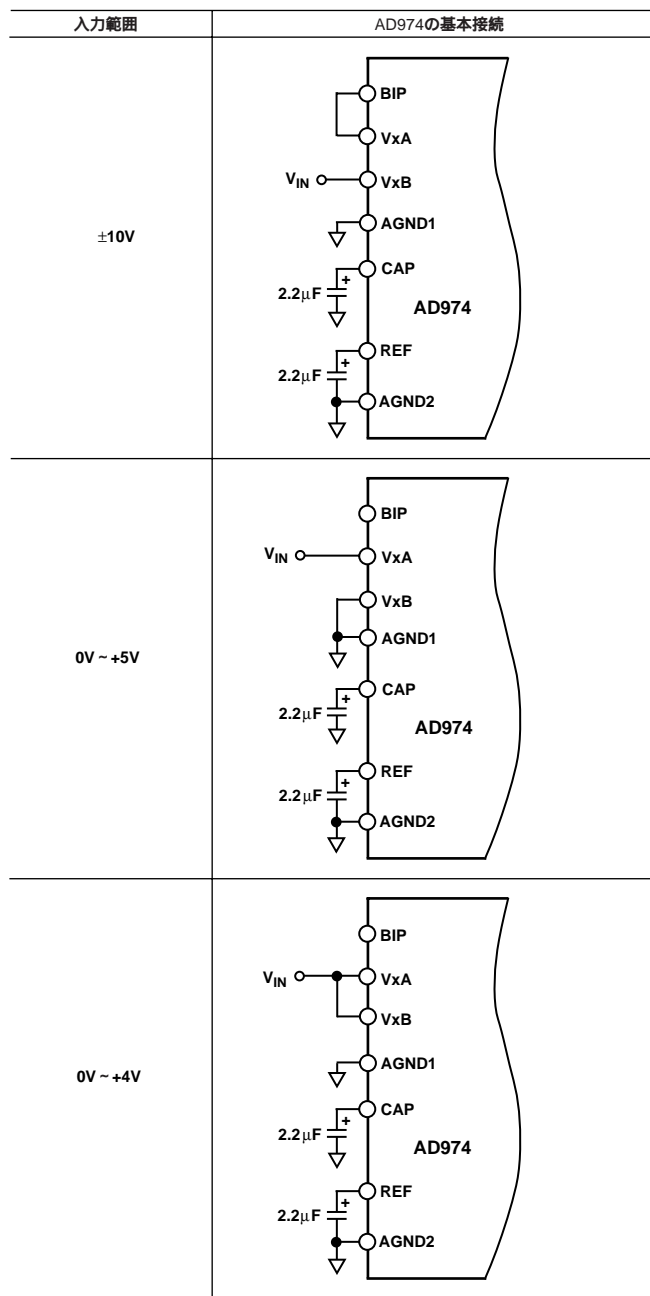 入力範囲 AD974の基本接続
±10V
BIP
VxA
VIN VxB
AGND1
CAP
2.2μF +
AD974
REF
2.2μF +
AGND2
0V ~ +5V
BIP
VIN VxA
VxB
AGND1
CAP
2.2μF +
AD974
REF
2.2μF +
AGND2
0V ~ +4V
BIP
VIN VxA
VxB
AGND1
CAP
2.2μF +
AD974
REF
2.2μF +
AGND2